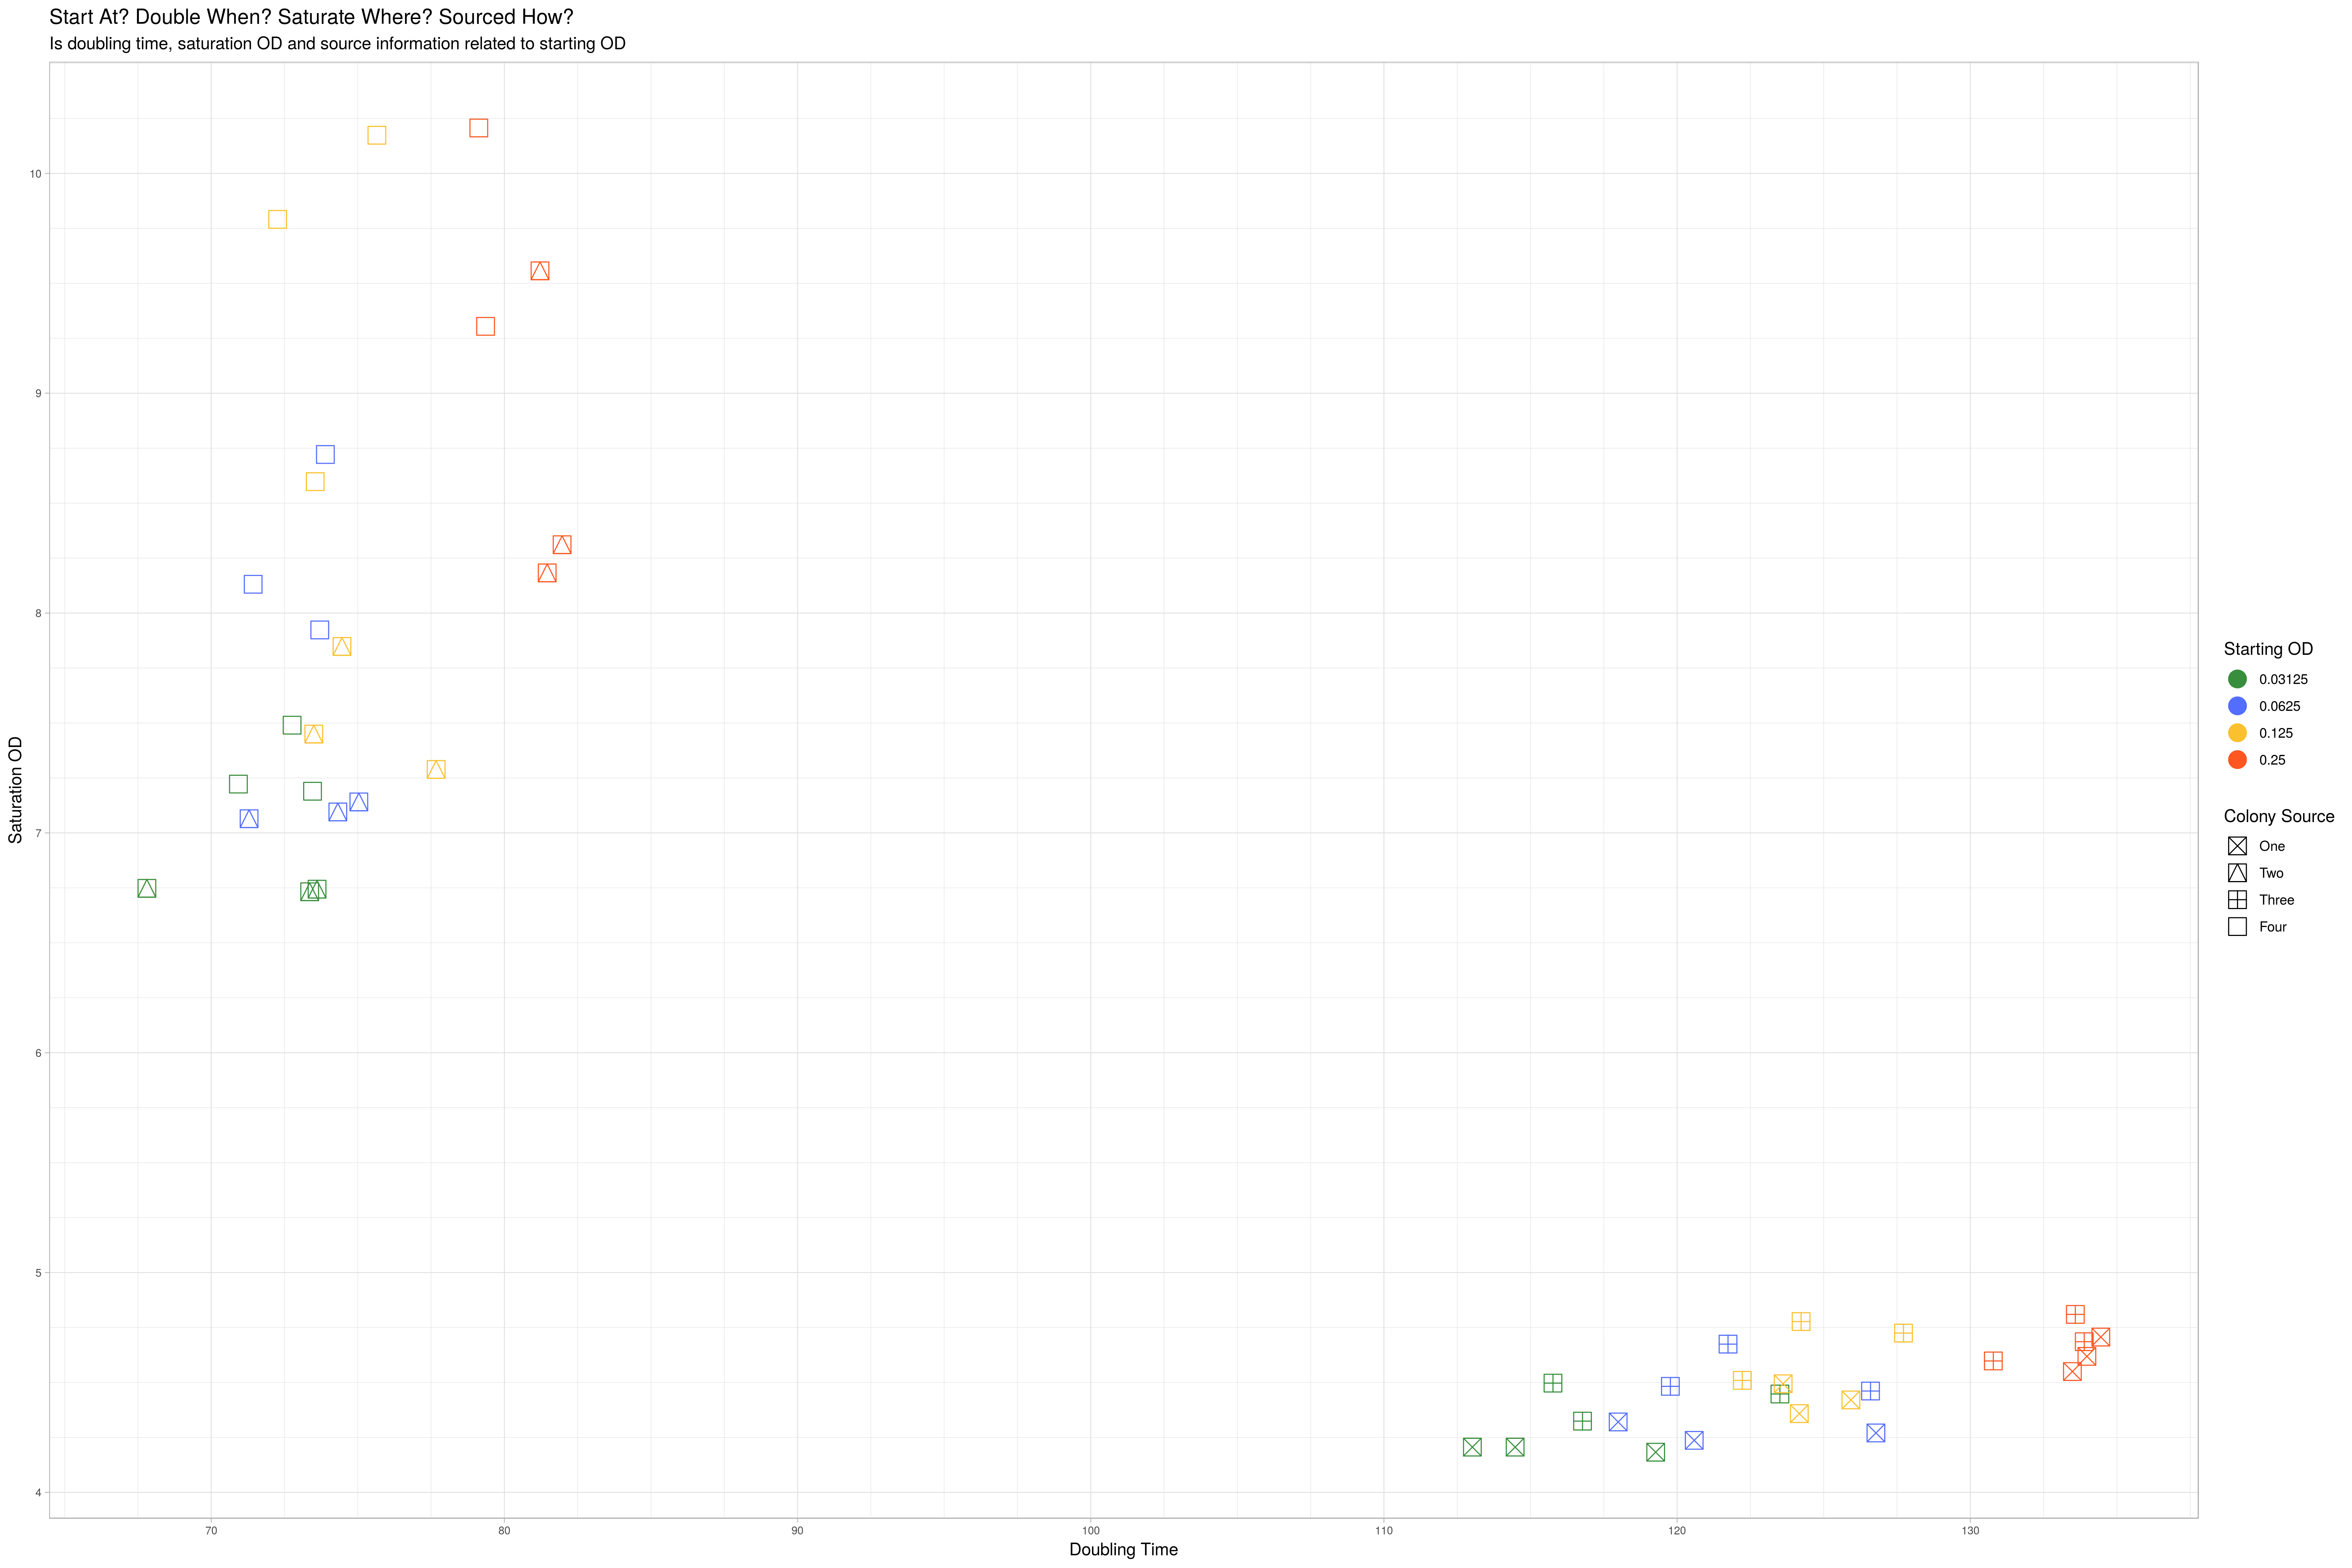 Start At? Double When? Saturate Where? Sourced How?
Is doubling time, saturation OD and source information related to starting OD
Saturation OD
10
9
8
7
6
5
4
70
80
90
100
110
120
130
Doubling Time
Starting OD
0.03125
0.0625
0.125
0.25
Colony Source
One
Two
Three
Four